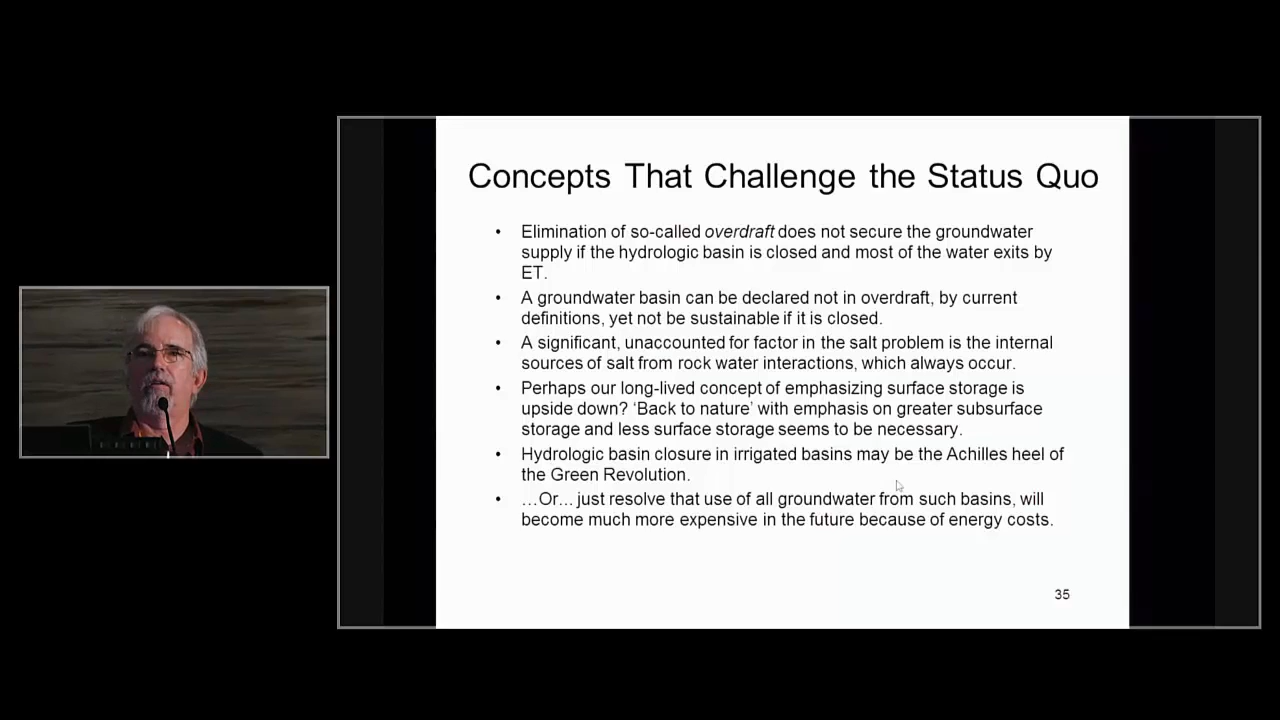 Concepts That Challenge the Status Quo
• Elimination of so-called overdraft does not secure the groundwater
supply if the hydrologic basin is closed and most of the water exits by
ET.
• A groundwater basin can be declared not in overdraft, by current
definitions, yet not be sustainable if it is closed.
• A significant, unaccounted for factor in the salt problem is the internal
sources of salt from rock water interactions, which always occur.
• Perhaps our long-lived concept of emphasizing surface storage is
upside down? ‘Back to nature’ with emphasis on greater subsurface
storage and less surface storage seems to be necessary.
• Hydrologic basin closure in irrigated basins may be the Achilles heel of
the Green Revolution.
• …Or… just resolve that use of all groundwater from such basins, will
become much more expensive in the future because of energy costs.
35